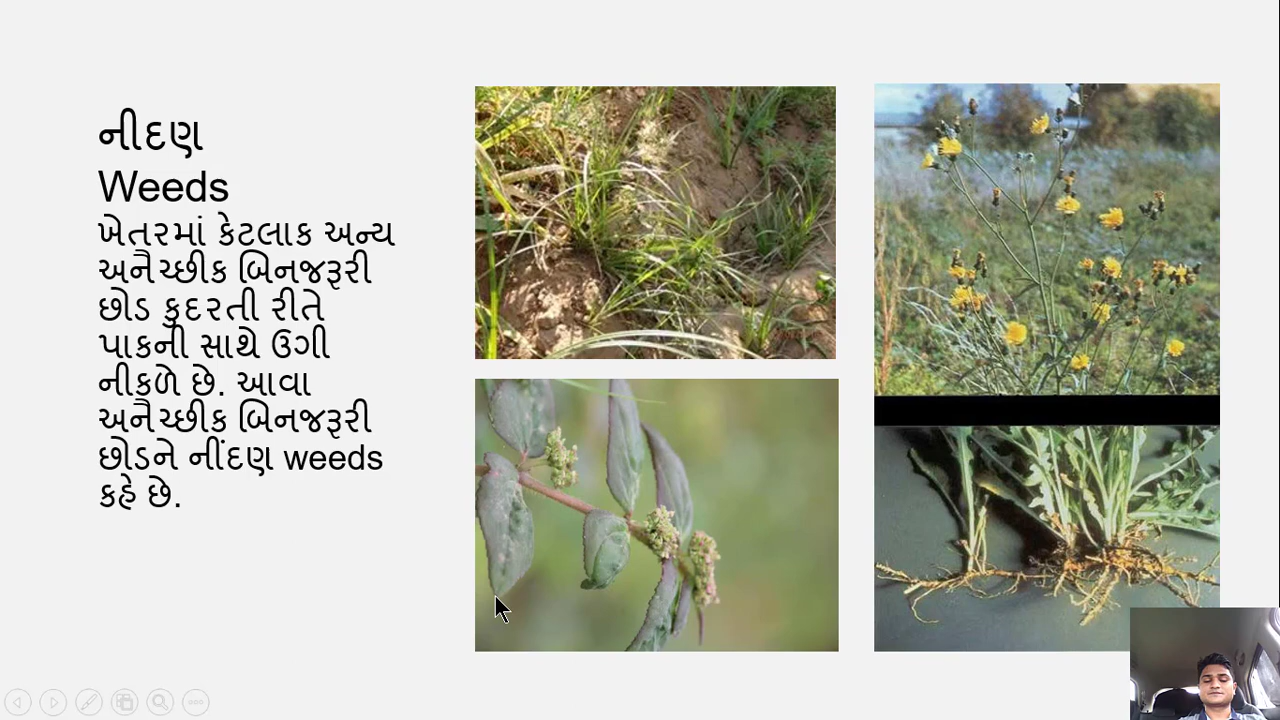 નીદણ
Weeds
ખેતરમાં કેટલાક અન્ય
અનૈચ્છીક બિનજરૂરી
છોડ કુદરતી રીતે
પાકની સાથે ઉગી
નીકળે છે. આવા
અનૈચ્છીક બિનજરૂરી
છોડને નીંદણ weeds
કહે છે.